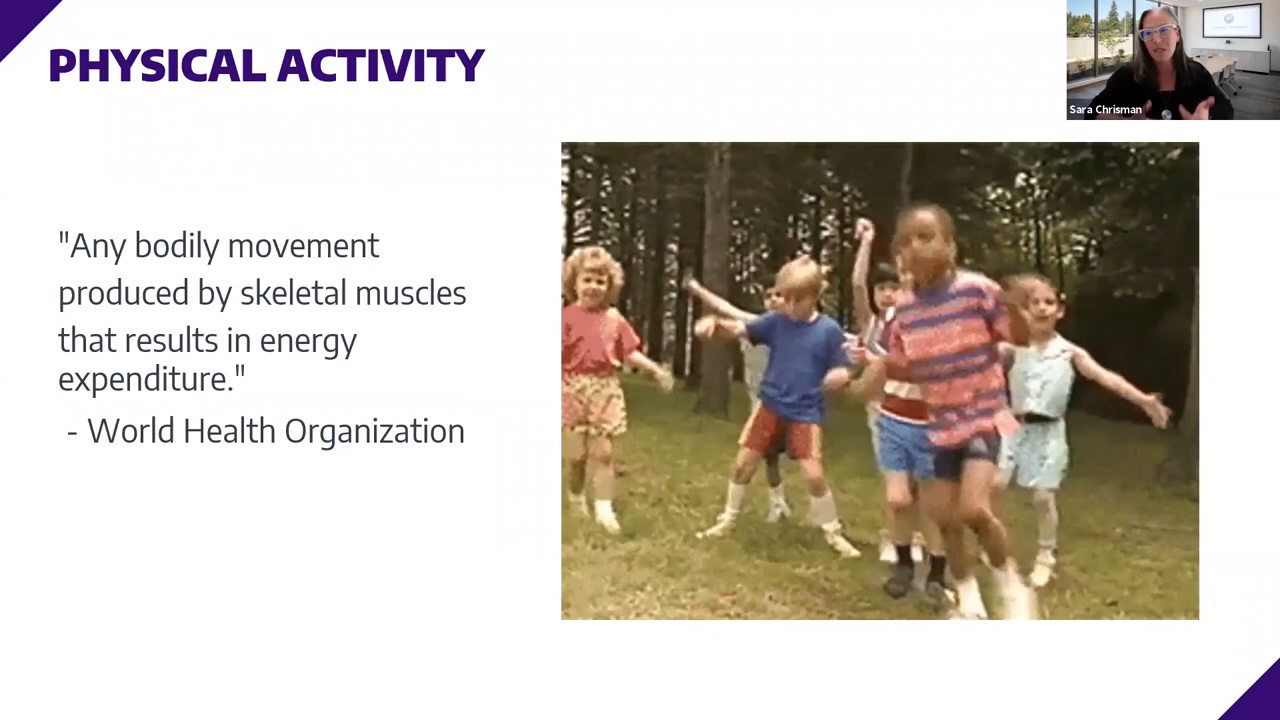 PHYSICAL ACTIVITY
Sara Chrisman
"Any bodily movement
produced by skeletal muscles
that results in energy
expenditure."
- World Health Organization